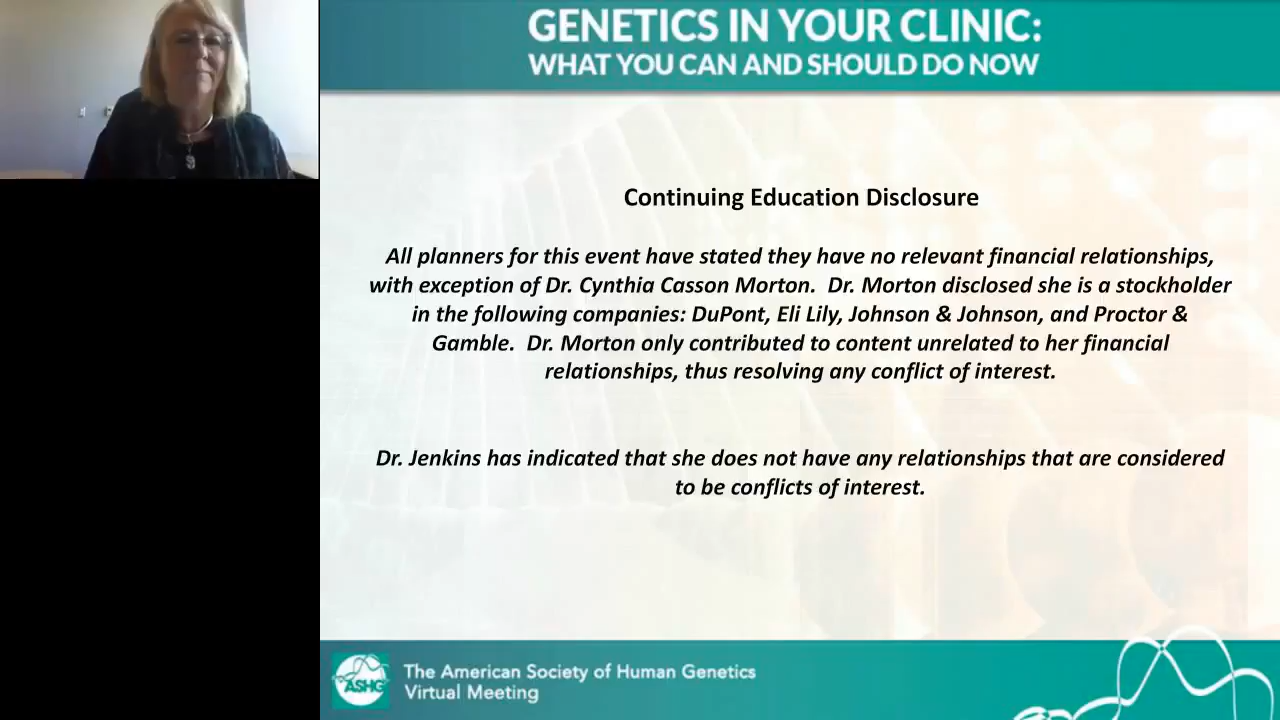 GENETICS IN YOUR CLINIC:
WHAT YOU CAN AND SHOULD DO NOW
Continuing Education Disclosure
All planners for this event have stated they have no relevant financial relationships,
with exception of Dr. Cynthia Casson Morton.  Dr. Morton disclosed she is a stockholder
in the following companies: DuPont, Eli Lily, Johnson & Johnson, and Proctor &
Gamble.  Dr. Morton only contributed to content unrelated to her financial
relationships, thus resolving any conflict of interest.
Dr. Jenkins has indicated that she does not have any relationships that are considered
to be conflicts of interest.
ASHG
The American Society of Human Genetics
Virtual Meeting